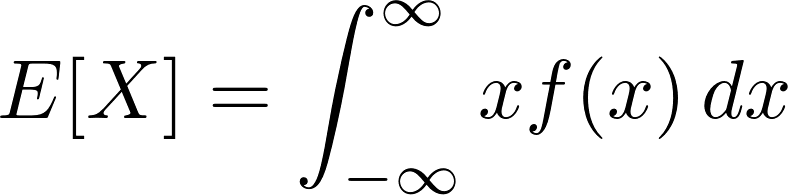 E[X] = ∫_{-∞}^{∞} x f(x) dx